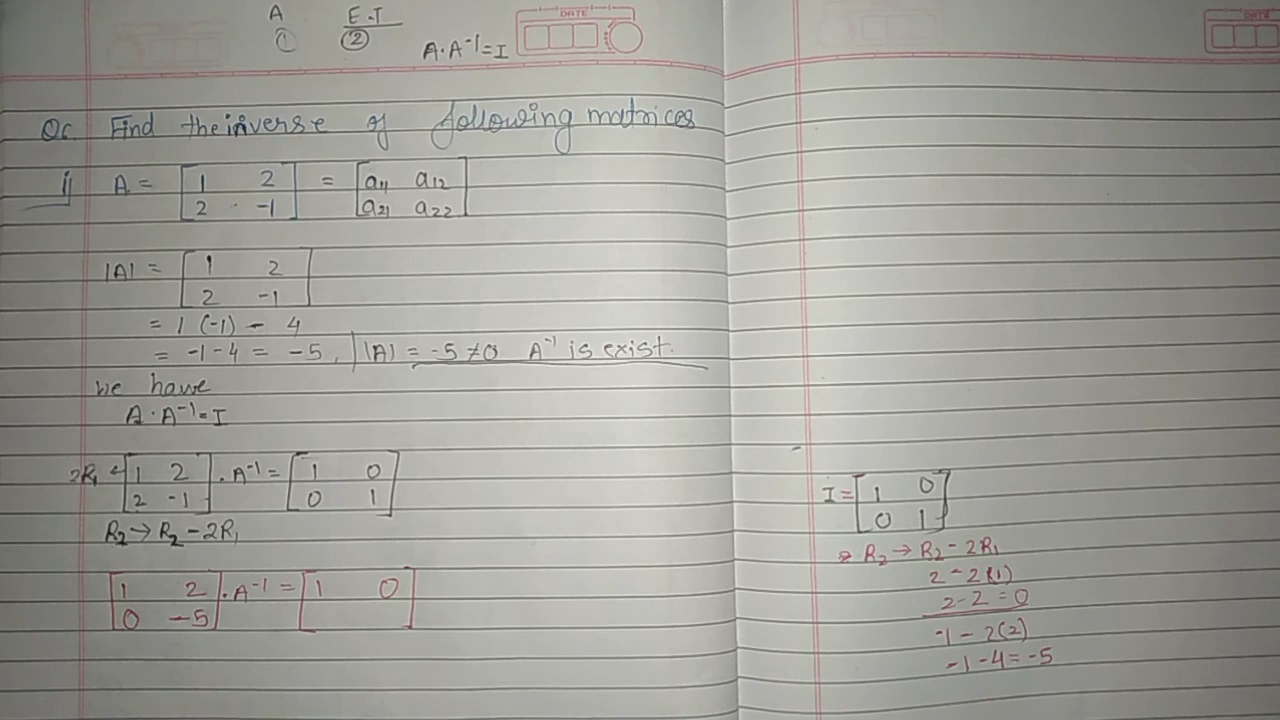 A E.T DATE
① ② A·A⁻¹=I
Q6 Find the inverse of following matrices
i) A = [1 2 = [a₁₁ a₁₂
2 -1] a₂₁ a₂₂]
|A| = [1 2
2 -1]
= 1(-1) - 4
= -1-4 = -5, |A| = -5 ≠ 0 A⁻¹ is exist.
we have
A·A⁻¹=I
2R₁ [1 2 . A⁻¹ = [1 0
2 -1] 0 1]
R₂→R₂-2R₁
[1 2 . A⁻¹ = [1 0
0 -5] ]
DATE
I = [1 0
0 1]
R₂→R₂-2R₁
2-2(1)
2-2=0
-1-2(2)
-1-4=-5